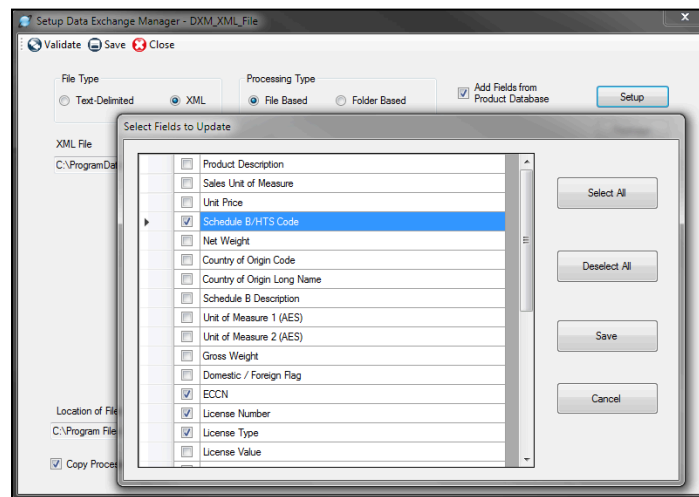 Setup Data Exchange Manager - DXM_XML_File
x
Validate Save Close
File Type
Processing Type
Text-Delimited XML
File Based Folder Based
Add Fields from
Product Database
Setup
Select Fields to Update
XML File
C:\ProgramDat
Product Description
Sales Unit of Measure
Unit Price
Schedule B/HTS Code
Net Weight
Country of Origin Code
Country of Origin Long Name
Schedule B Description
Unit of Measure 1 (AES)
Unit of Measure 2 (AES)
Gross Weight
Domestic / Foreign Flag
ECCN
License Number
License Type
License Value
Select All
Deselect All
Save
Cancel
Location of File
C:\Program File
Copy Proces